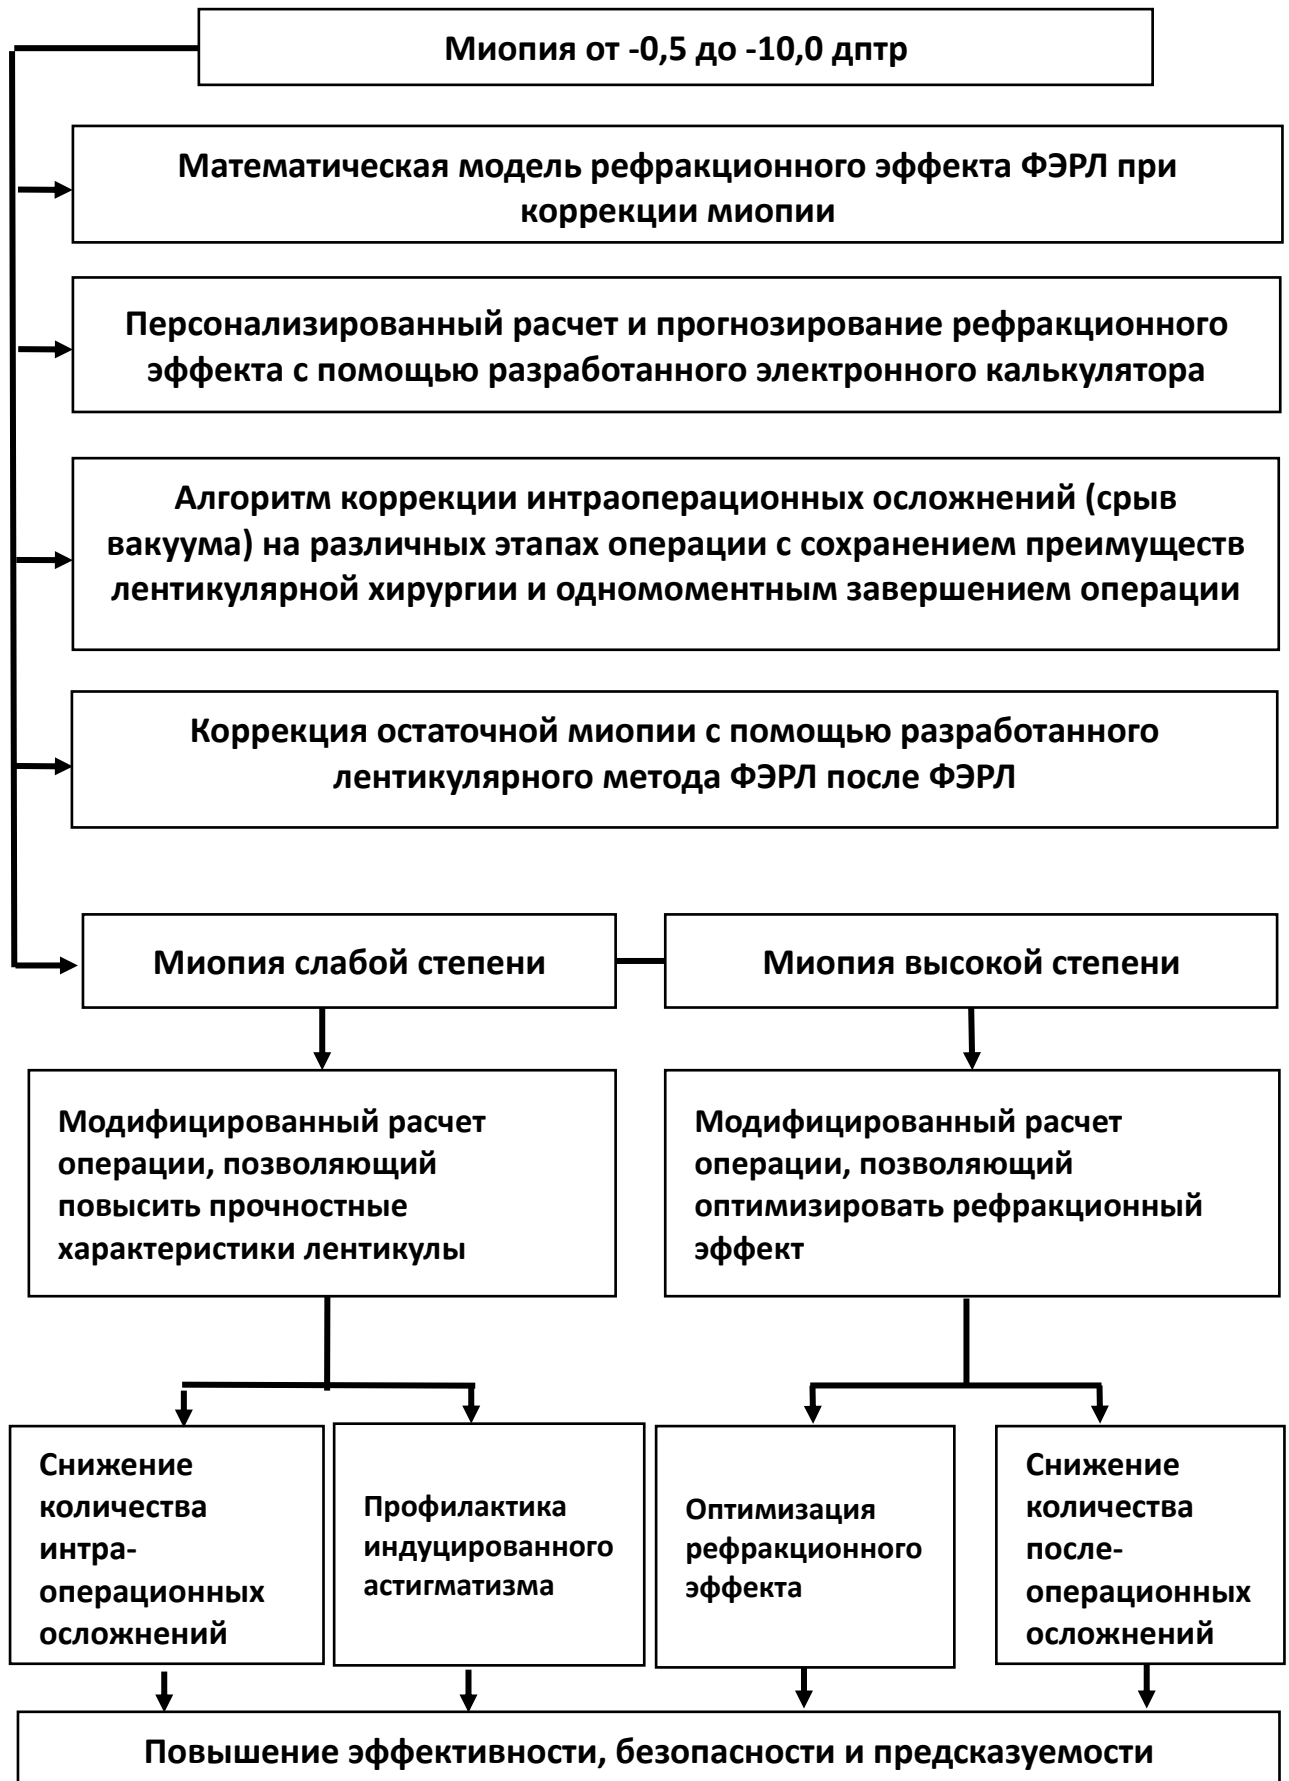 Миопия от -0,5 до -10,0 дптр
Математическая модель рефракционного эффекта ФЭРЛ при
коррекции миопии
Персонализированный расчет и прогнозирование рефракционного
эффекта с помощью разработанного электронного калькулятора
Алгоритм коррекции интраоперационных осложнений (срыв
вакуума) на различных этапах операции с сохранением преимуществ
лентикулярной хирургии и одномоментным завершением операции
Коррекция остаточной миопии с помощью разработанного
лентикулярного метода ФЭРЛ после ФЭРЛ
Миопия слабой степени
Миопия высокой степени
Модифицированный расчет
операции, позволяющий
повысить прочностные
характеристики лентикулы
Модифицированный расчет
операции, позволяющий
оптимизировать рефракционный
эффект
Снижение
количества
интра-
операционных
осложнений
Профилактика
индуцированного
астигматизма
Оптимизация
рефракционного
эффекта
Снижение
количества
после-
операционных
осложнений
Повышение эффективности, безопасности и предсказуемости